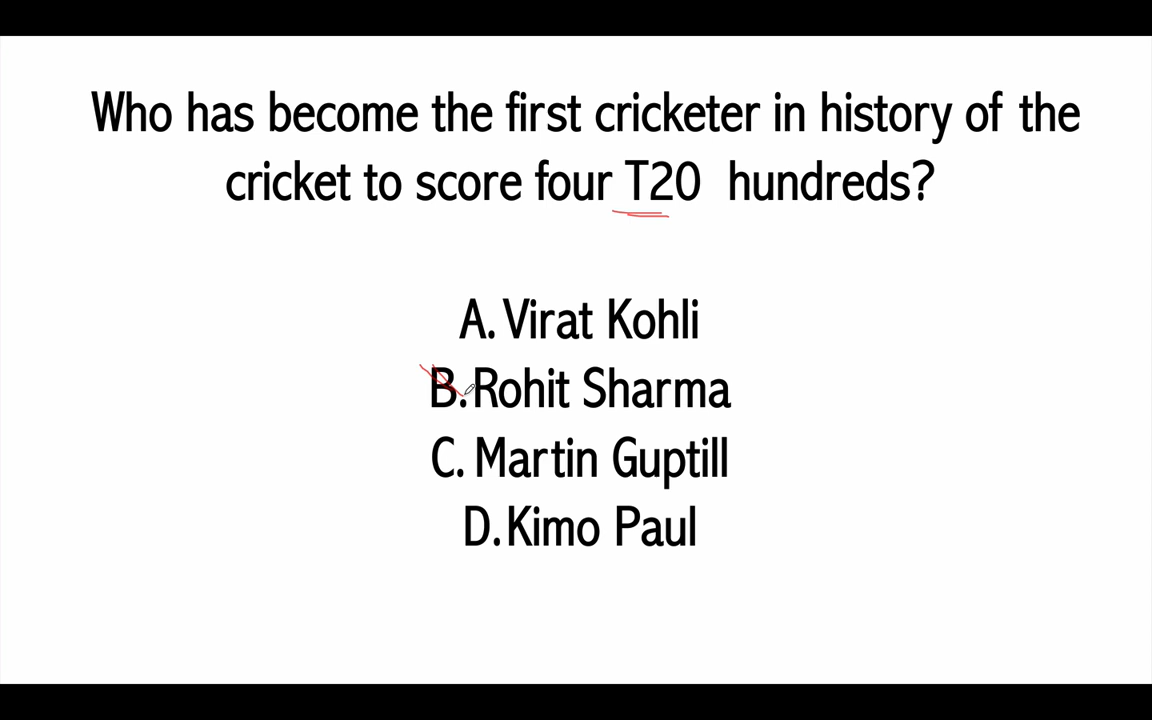 Who has become the first cricketer in history of the
cricket to score four T20 hundreds?
A. Virat Kohli
B. Rohit Sharma
C. Martin Guptill
D. Kimo Paul